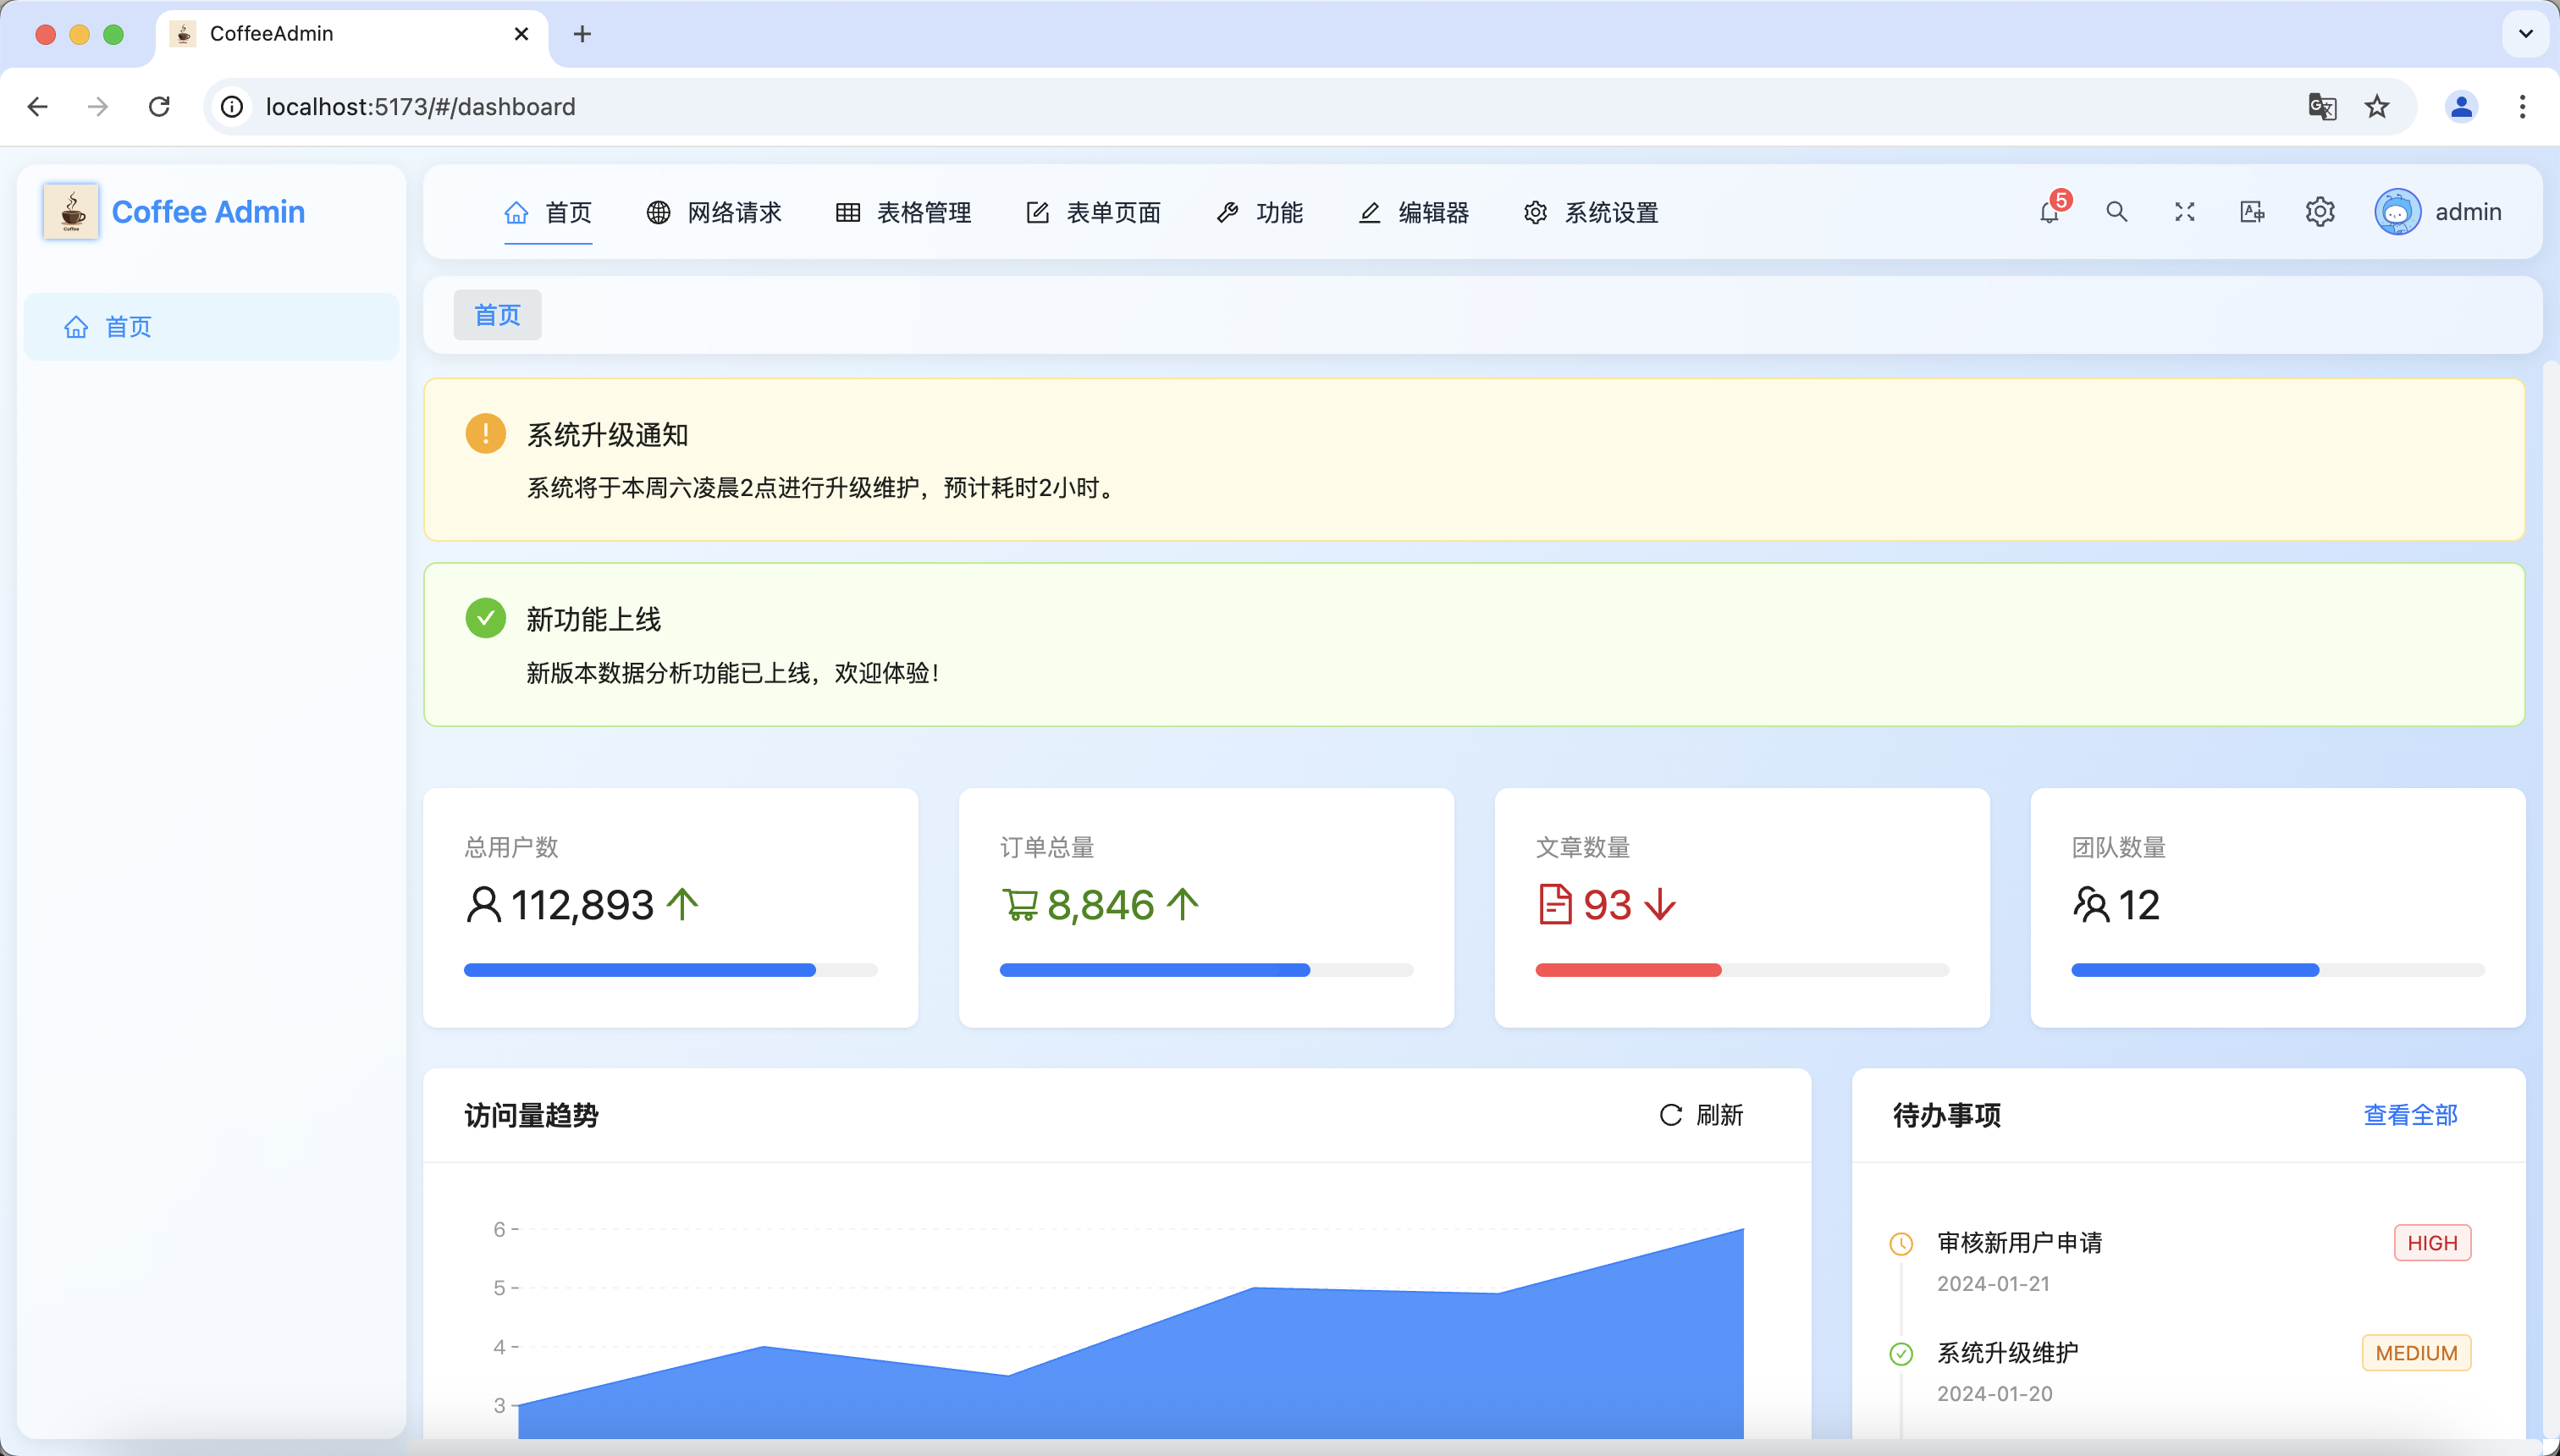 CoffeeAdmin
localhost:5173/#/dashboard
Coffee
Coffee Admin
首页
网络请求
表格管理
表单页面
功能
编辑器
系统设置
5
admin
首页
首页
系统升级通知
系统将于本周六凌晨2点进行升级维护，预计耗时2小时。
新功能上线
新版本数据分析功能已上线，欢迎体验！
总用户数
112,893
订单总量
8,846
文章数量
93
团队数量
12
访问量趋势
刷新
6
5
4
3
待办事项
查看全部
审核新用户申请
HIGH
2024-01-21
系统升级维护
MEDIUM
2024-01-20